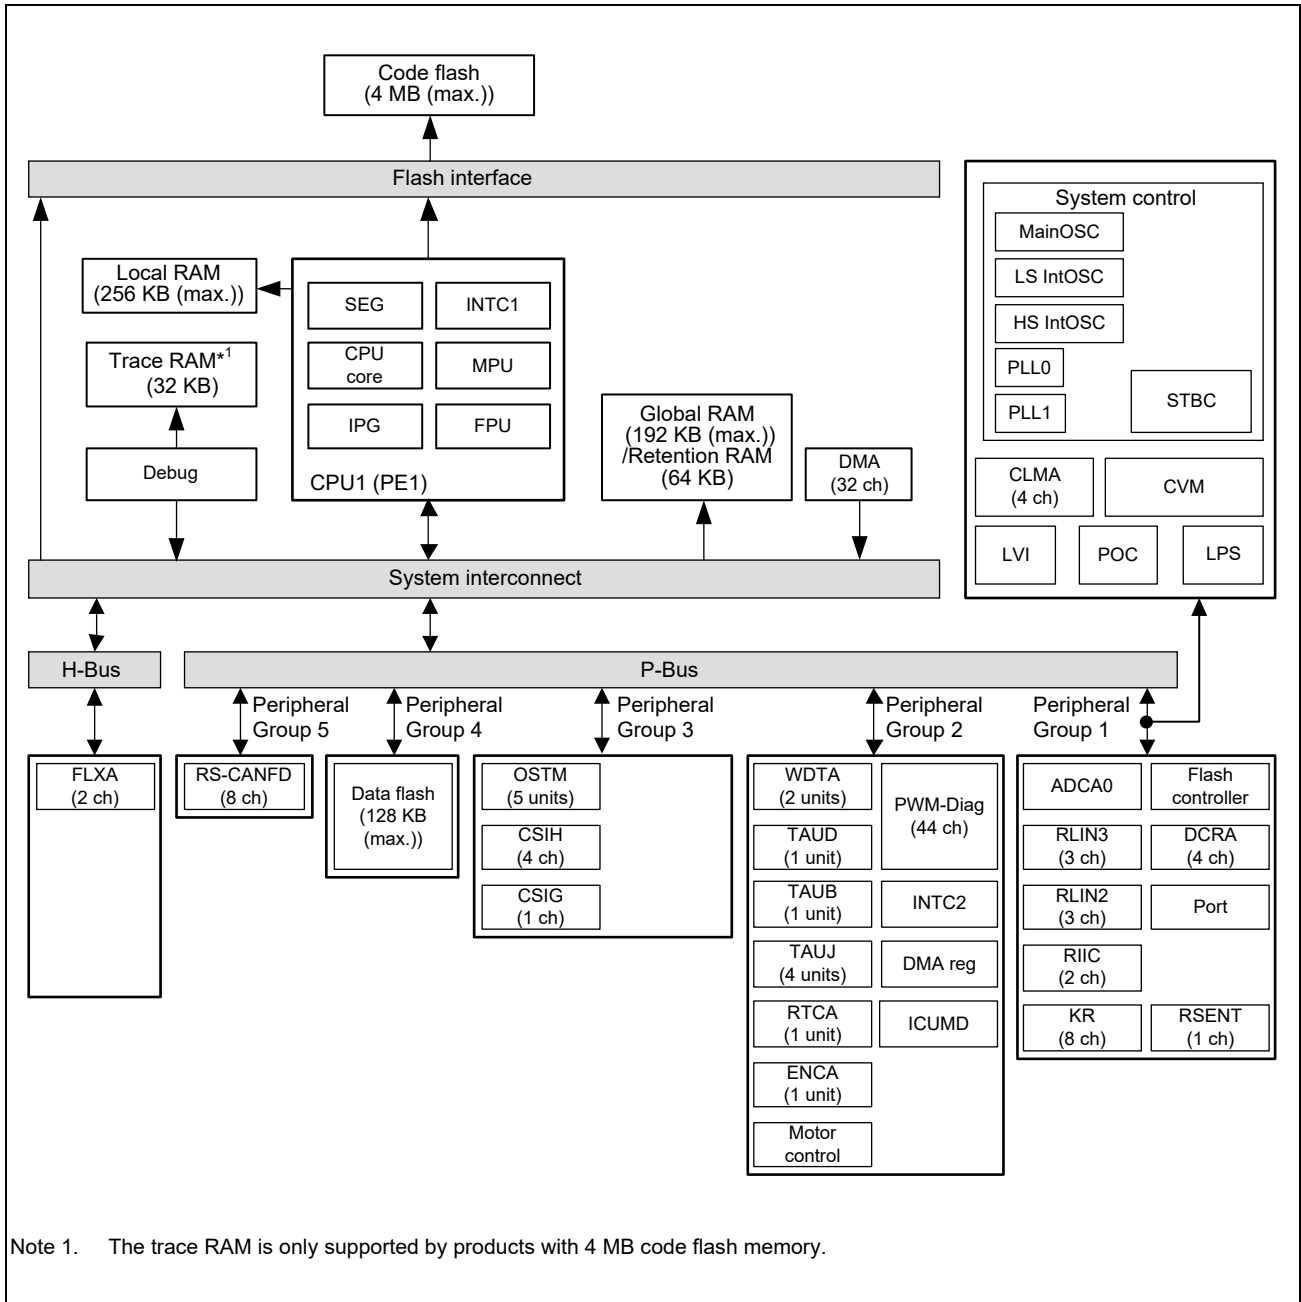 Code flash
(4 MB (max.))
Flash interface
Local RAM
(256 KB (max.))
Trace RAM*1
(32 KB)
Debug
SEG
INTC1
CPU
core
MPU
IPG
FPU
CPU1 (PE1)
Global RAM
(192 KB (max.))
/Retention RAM
(64 KB)
DMA
(32 ch)
System control
MainOSC
LS IntOSC
HS IntOSC
PLL0
PLL1
STBC
CLMA
(4 ch)
CVM
LVI
POC
LPS
System interconnect
H-Bus
P-Bus
Peripheral
Group 5
Peripheral
Group 4
Peripheral
Group 3
Peripheral
Group 2
Peripheral
Group 1
FLXA
(2 ch)
RS-CANFD
(8 ch)
Data flash
(128 KB
(max.))
OSTM
(5 units)
CSIH
(4 ch)
CSIG
(1 ch)
WDTA
(2 units)
TAUD
(1 unit)
TAUB
(1 unit)
TAUJ
(4 units)
RTCA
(1 unit)
ENCA
(1 unit)
Motor
control
PWM-Diag
(44 ch)
INTC2
DMA reg
ICUMD
ADCA0
RLIN3
(3 ch)
RLIN2
(3 ch)
RIIC
(2 ch)
KR
(8 ch)
Flash
controller
DCRA
(4 ch)
Port
RSENT
(1 ch)
Note 1. The trace RAM is only supported by products with 4 MB code flash memory.